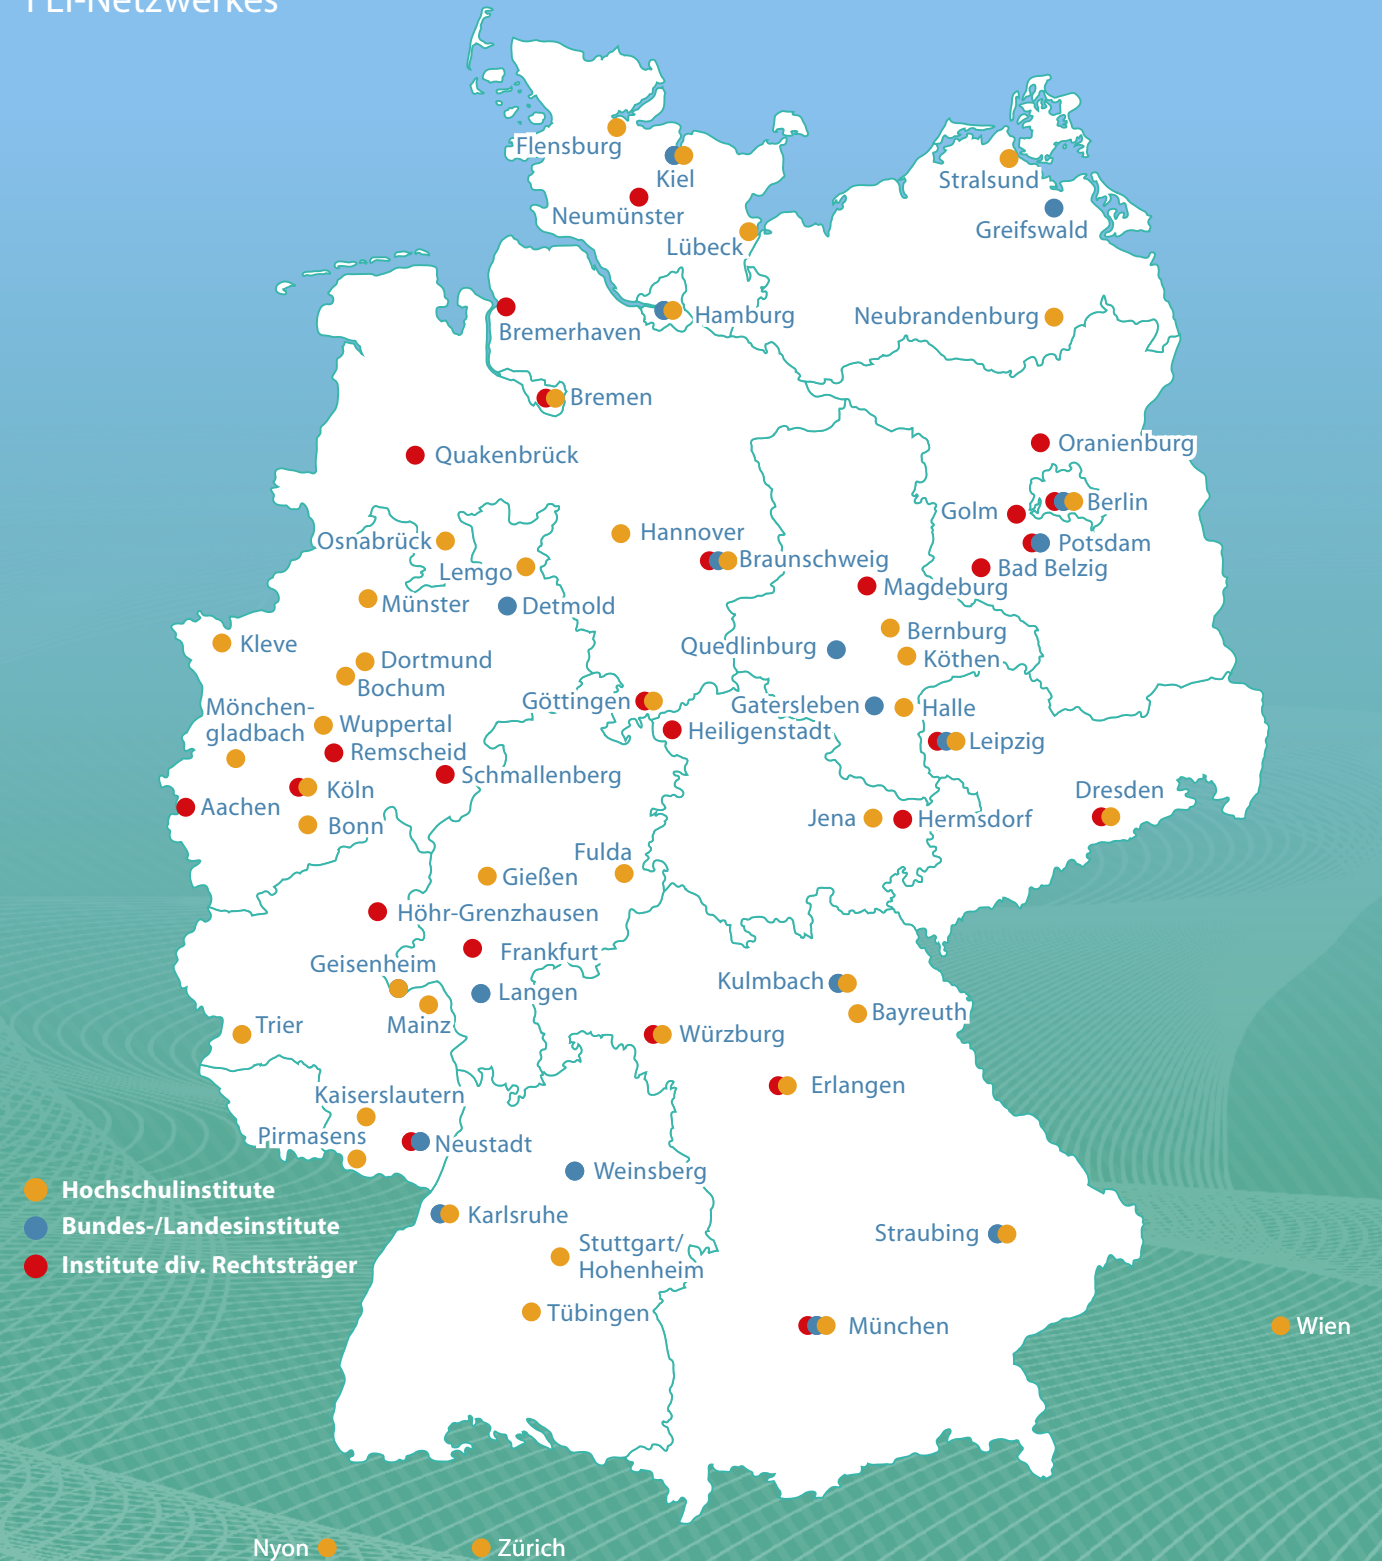 FEI-Netzwerkes
Flensburg
Kiel
Stralsund
Neumünster
Greifswald
Lübeck
Hamburg
Neubrandenburg
Bremerhaven
Bremen
Oranienburg
Quakenbrück
Berlin
Golm
Hannover
Osnabrück
Potsdam
Braunschweig
Bad Belzig
Lemgo
Magdeburg
Münster
Detmold
Bernburg
Kleve
Quedlinburg
Köthen
Dortmund
Bochum
Göttingen
Gatersleben
Halle
Mönchen-
gladbach
Wuppertal
Heiligenstadt
Leipzig
Remscheid
Schmallenberg
Köln
Dresden
Aachen
Jena
Hermsdorf
Bonn
Fulda
Gießen
Höhr-Grenzhausen
Frankfurt
Geisenheim
Kulmbach
Langen
Bayreuth
Trier
Mainz
Würzburg
Erlangen
Kaiserslautern
Pirmasens
Neustadt
Weinsberg
Hochschulinstitute
Bundes-/Landesinstitute
Institute div. Rechtsträger
Karlsruhe
Straubing
Stuttgart/
Hohenheim
Tübingen
München
Wien
Nyon
Zürich